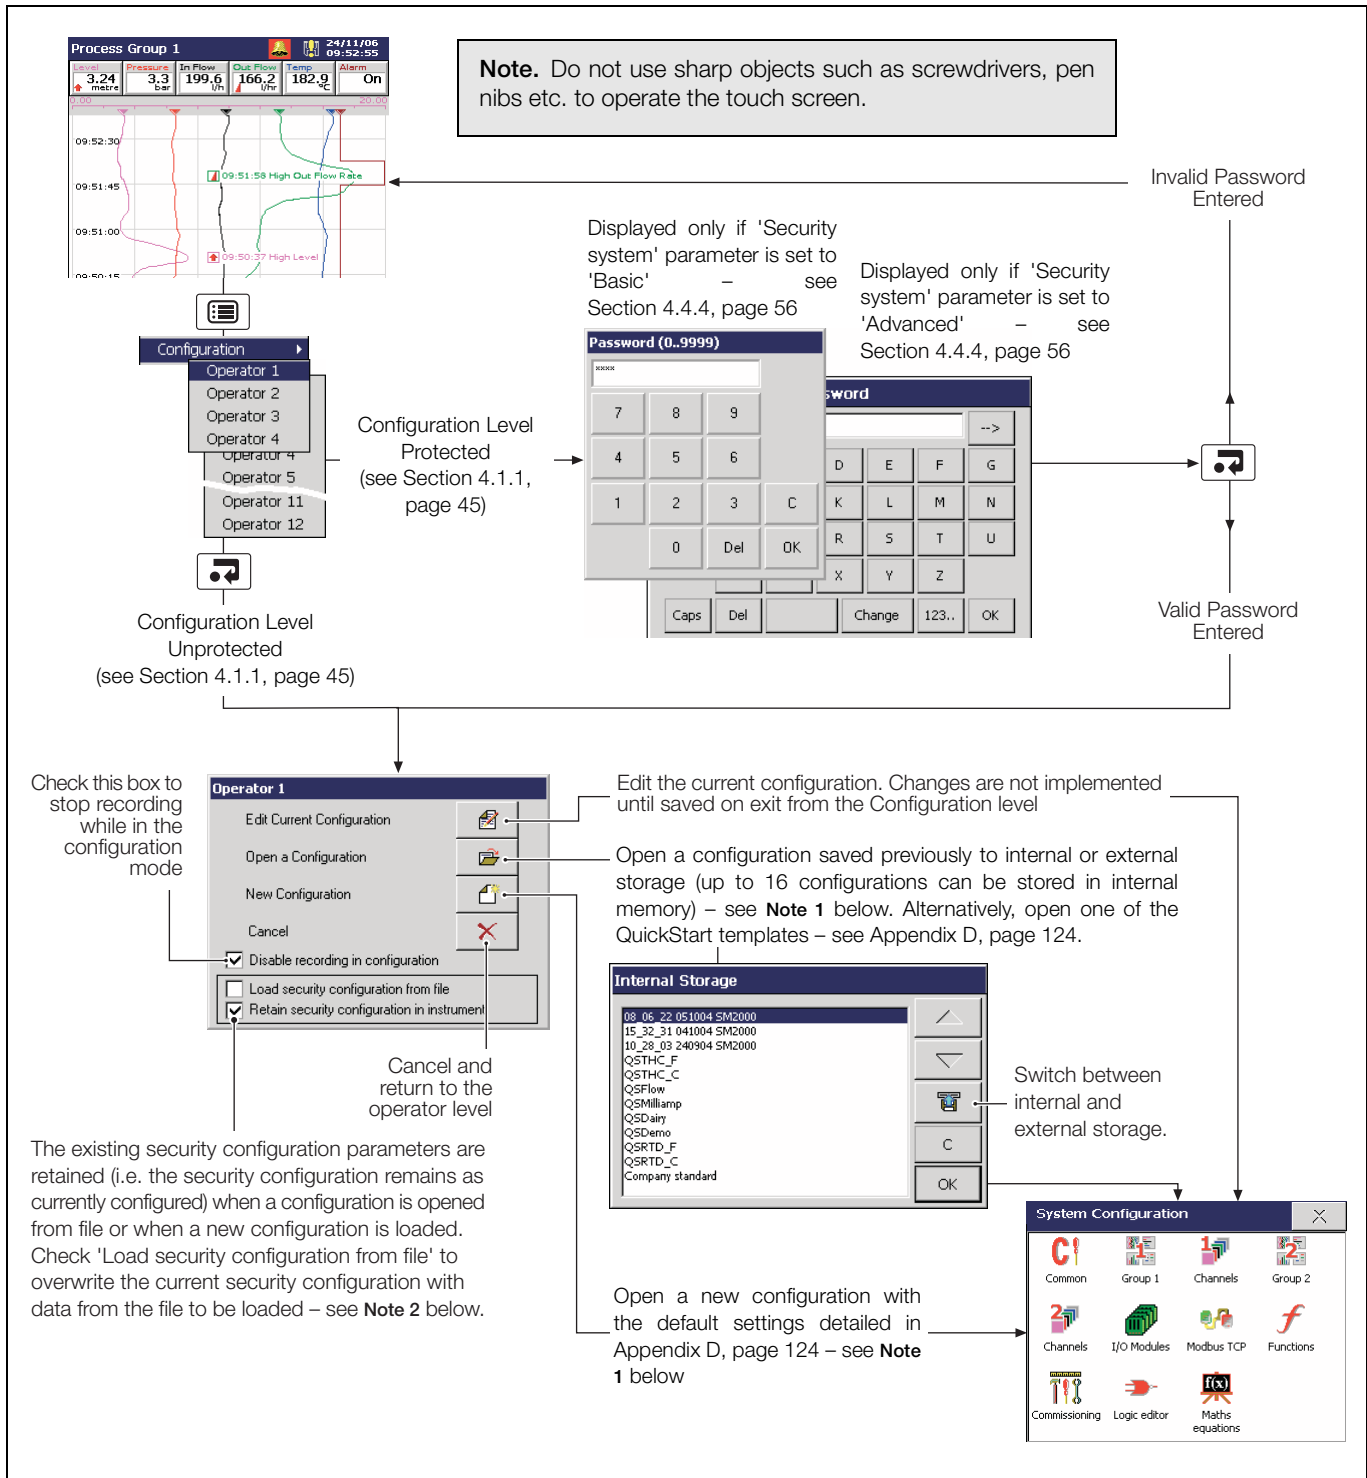 Process Group 1
24/11/06
09:52:55
Level
3.24
metre
Pressure
3.3
bar
In Flow
199.6
l/h
Out Flow
166.2
l/hr
Temp
182.9
°C
Alarm
On
0.00
20.00
09:52:30
09:51:58 High Out Flow Rate
09:51:45
09:51:00
09:50:37 High Level
09:50:15
Note. Do not use sharp objects such as screwdrivers, pen
nibs etc. to operate the touch screen.
Invalid Password
Entered
Displayed only if 'Security
system' parameter is set to
'Basic' – see
Section 4.4.4, page 56
Displayed only if 'Security
system' parameter is set to
'Advanced' – see
Section 4.4.4, page 56
Configuration
Operator 1
Operator 2
Operator 3
Operator 4
Operator 4
Operator 5
Operator 11
Operator 12
Configuration Level
Protected
(see Section 4.1.1,
page 45)
Password (0..9999)
****
7 8 9
4 5 6
1 2 3 C
0 Del OK
sword
-->
D E F G
K L M N
R S T U
X Y Z
Caps Del Change 123.. OK
Configuration Level
Unprotected
(see Section 4.1.1, page 45)
Valid Password
Entered
Check this box to
stop recording
while in the
configuration
mode
Operator 1
Edit Current Configuration
Open a Configuration
New Configuration
Cancel
Disable recording in configuration
Load security configuration from file
Retain security configuration in instrument
Edit the current configuration. Changes are not implemented
until saved on exit from the Configuration level
Open a configuration saved previously to internal or external
storage (up to 16 configurations can be stored in internal
memory) – see Note 1 below. Alternatively, open one of the
QuickStart templates – see Appendix D, page 124.
Cancel and
return to the
operator level
Internal Storage
08_06_22 051004 SM2000
15_32_31 041004 SM2000
10_28_03 240904 SM2000
QSTHC_F
QSTHC_C
QSFlow
QSMilliamp
QSDairy
QSDemo
QSRTD_F
QSRTD_C
Company standard
C
OK
Switch between
internal and
external storage.
The existing security configuration parameters are
retained (i.e. the security configuration remains as
currently configured) when a configuration is opened
from file or when a new configuration is loaded.
Check 'Load security configuration from file' to
overwrite the current security configuration with
data from the file to be loaded – see Note 2 below.
Open a new configuration with
the default settings detailed in
Appendix D, page 124 – see Note
1 below
System Configuration
C
Common
1
Group 1
1
Channels
2
Group 2
2
Channels
I/O Modules
Modbus TCP
f
Functions
Commissioning
Logic editor
f(x)
Maths
equations